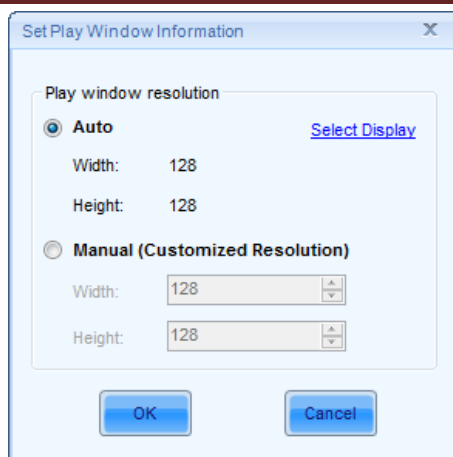 Set Play Window Information
Play window resolution
Auto Select Display
Width: 128
Height: 128
Manual (Customized Resolution)
Width: 128
Height: 128
OK Cancel